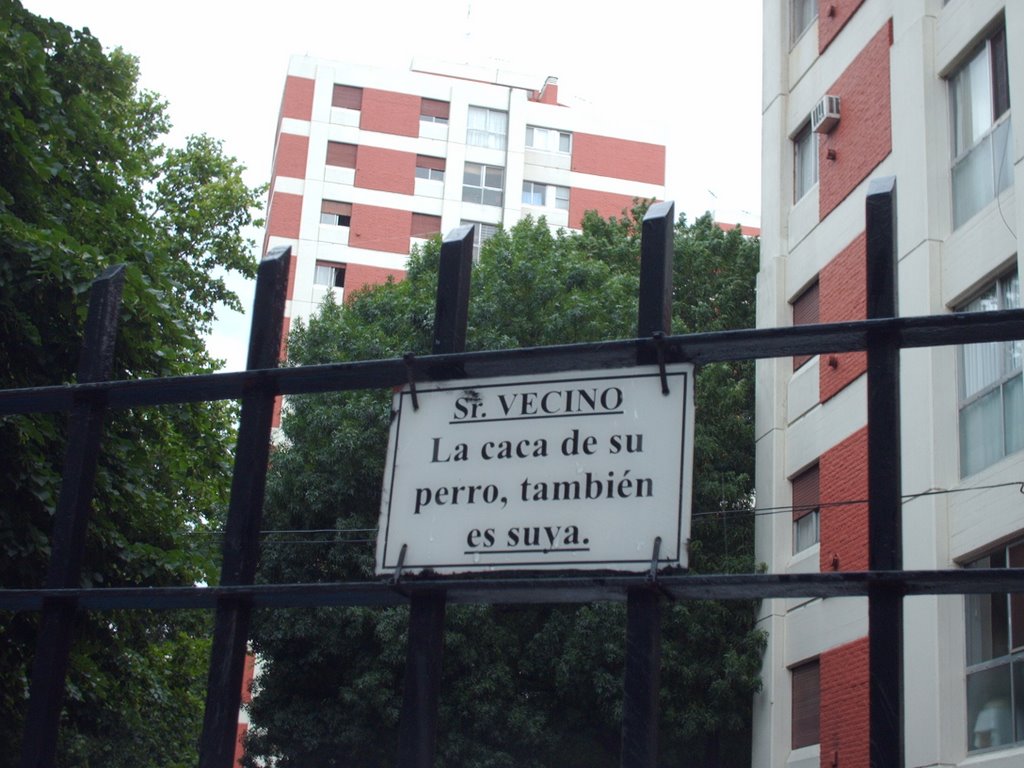 Sr. VECINO
La caca de su
perro, también
es suya.